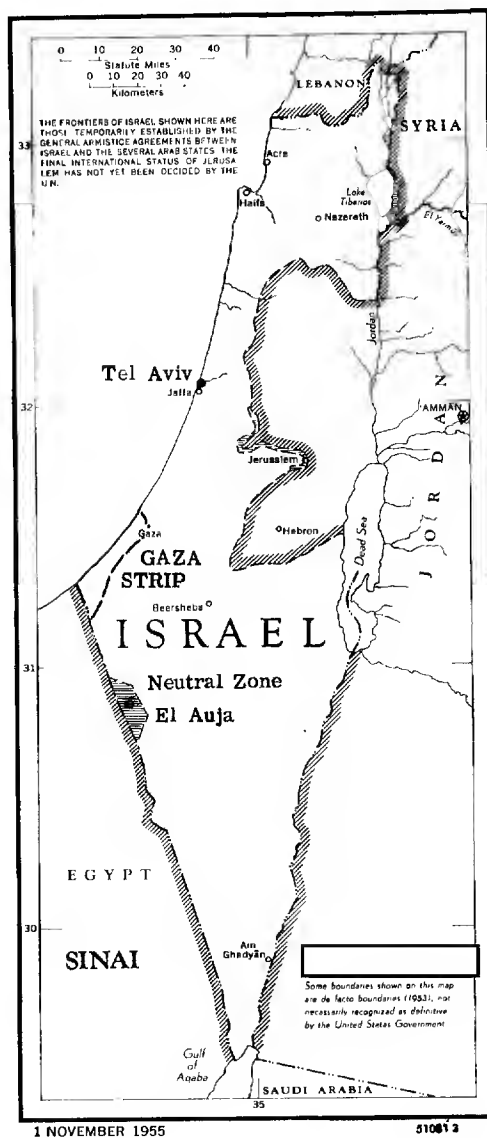 0 10 20 40
Statute Miles
0 10 20 30 40
Kilometers
LEBANON
THE FRONTIERS OF ISRAEL SHOWN HERE ARE
THOSE TEMPORARILY ESTABLISHED BY THE
GENERAL ARMISTICE AGREEMENTS BETWEEN
ISRAEL AND THE SEVERAL ARAB STATES. THE
FINAL INTERNATIONAL STATUS OF JERUSA
LEM HAS NOT YET BEEN DECIDED BY THE
U.N.
SYRIA
33
Acre
Lake
Tiberias
Haifa
Nazareth
El Yarmūk
Jordan
Tel Aviv
Jaffa
32
AMMAN
Jerusalem
JORDAN
Hebron
Dead Sea
Gaza
GAZA
STRIP
Beersheba
ISRAEL
31
Neutral Zone
El Auja
EGYPT
30
SINAI
Ain
Ghadyān
Some boundaries shown on this map
are de facto boundaries (1953), not
necessarily recognized as definitive
by the United States Government
Gulf
of
Aqaba
SAUDI ARABIA
35
1 NOVEMBER 1955